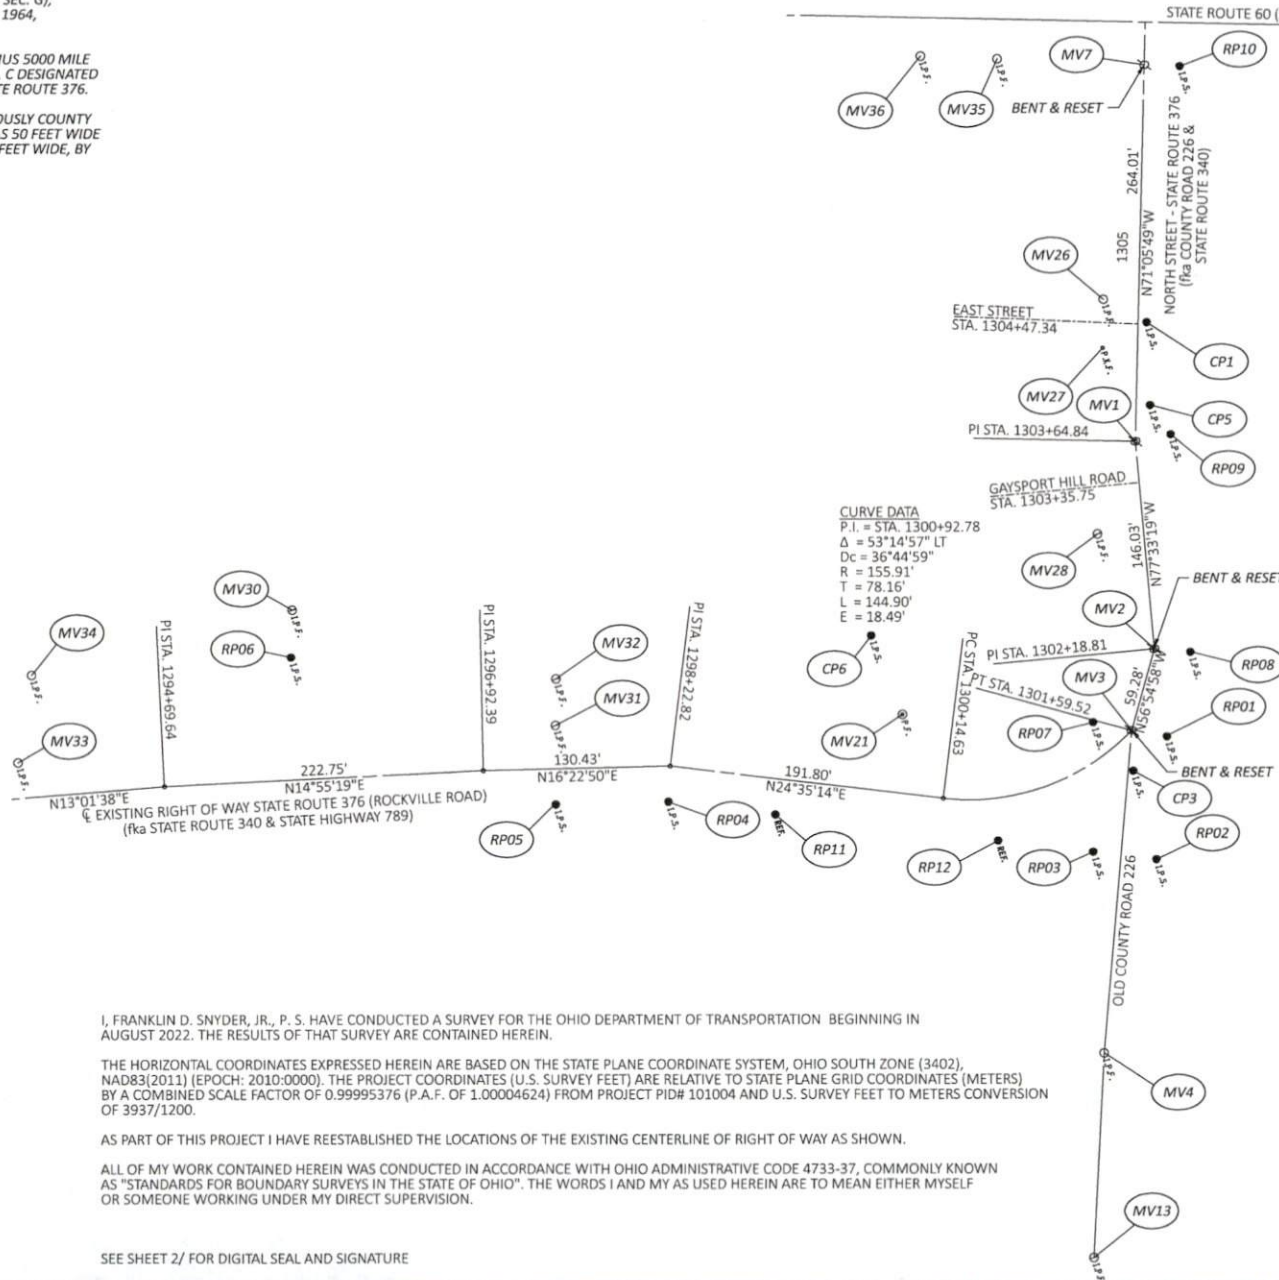 SEC. G),
1964,
US 5000 MILE
C DESIGNATED
TE ROUTE 376.
OUSLY COUNTY
S 50 FEET WIDE
FEET WIDE, BY
STATE ROUTE 60 (
MV36
MV35
MV7
RP10
I.P.F.
I.P.F.
I.P.S.
BENT & RESET
264.01'
1305
N71°05'49"W
NORTH STREET - STATE ROUTE 376
(fka COUNTY ROAD 226 &
STATE ROUTE 340)
MV26
I.P.F.
EAST STREET
STA. 1304+47.34
I.P.S.
CP1
P.K.F.
MV27
MV1
CP5
I.P.S.
PI STA. 1303+64.84
I.P.S.
RP09
GAYSPORT HILL ROAD
STA. 1303+35.75
146.03'
N77°33'19"W
CURVE DATA
P.I. = STA. 1300+92.78
Δ = 53°14'57" LT
Dc = 36°44'59"
R = 155.91'
T = 78.16'
L = 144.90'
E = 18.49'
MV28
I.P.F.
BENT & RESET
MV2
PI STA. 1302+18.81
I.P.S.
RP08
MV3
59.28'
N56°54'58"W
PT STA. 1301+59.52
RP07
I.P.S.
RP01
I.P.S.
BENT & RESET
I.P.S.
CP3
MV30
I.P.F.
MV34
I.P.F.
RP06
I.P.S.
MV33
I.P.F.
PI STA. 1294+69.64
PI STA. 1296+92.39
MV32
I.P.F.
MV31
I.P.F.
PI STA. 1298+22.82
CP6
I.P.S.
MV21
P.F.
PC STA. 1300+14.63
N13°01'38"E
222.75'
N14°55'19"E
130.43'
N16°22'50"E
191.80'
N24°35'14"E
℄ EXISTING RIGHT OF WAY STATE ROUTE 376 (ROCKVILLE ROAD)
(fka STATE ROUTE 340 & STATE HIGHWAY 789)
RP05
I.P.S.
RP04
I.P.S.
RP11
REF.
RP12
REF.
RP03
I.P.S.
RP02
I.P.S.
OLD COUNTY ROAD 226
I.P.F.
MV4
MV13
I.P.F.
I, FRANKLIN D. SNYDER, JR., P. S. HAVE CONDUCTED A SURVEY FOR THE OHIO DEPARTMENT OF TRANSPORTATION BEGINNING IN
AUGUST 2022. THE RESULTS OF THAT SURVEY ARE CONTAINED HEREIN.
THE HORIZONTAL COORDINATES EXPRESSED HEREIN ARE BASED ON THE STATE PLANE COORDINATE SYSTEM, OHIO SOUTH ZONE (3402),
NAD83(2011) (EPOCH: 2010:0000). THE PROJECT COORDINATES (U.S. SURVEY FEET) ARE RELATIVE TO STATE PLANE GRID COORDINATES (METERS)
BY A COMBINED SCALE FACTOR OF 0.99995376 (P.A.F. OF 1.00004624) FROM PROJECT PID# 101004 AND U.S. SURVEY FEET TO METERS CONVERSION
OF 3937/1200.
AS PART OF THIS PROJECT I HAVE REESTABLISHED THE LOCATIONS OF THE EXISTING CENTERLINE OF RIGHT OF WAY AS SHOWN.
ALL OF MY WORK CONTAINED HEREIN WAS CONDUCTED IN ACCORDANCE WITH OHIO ADMINISTRATIVE CODE 4733-37, COMMONLY KNOWN
AS "STANDARDS FOR BOUNDARY SURVEYS IN THE STATE OF OHIO". THE WORDS I AND MY AS USED HEREIN ARE TO MEAN EITHER MYSELF
OR SOMEONE WORKING UNDER MY DIRECT SUPERVISION.
SEE SHEET 2/ FOR DIGITAL SEAL AND SIGNATURE